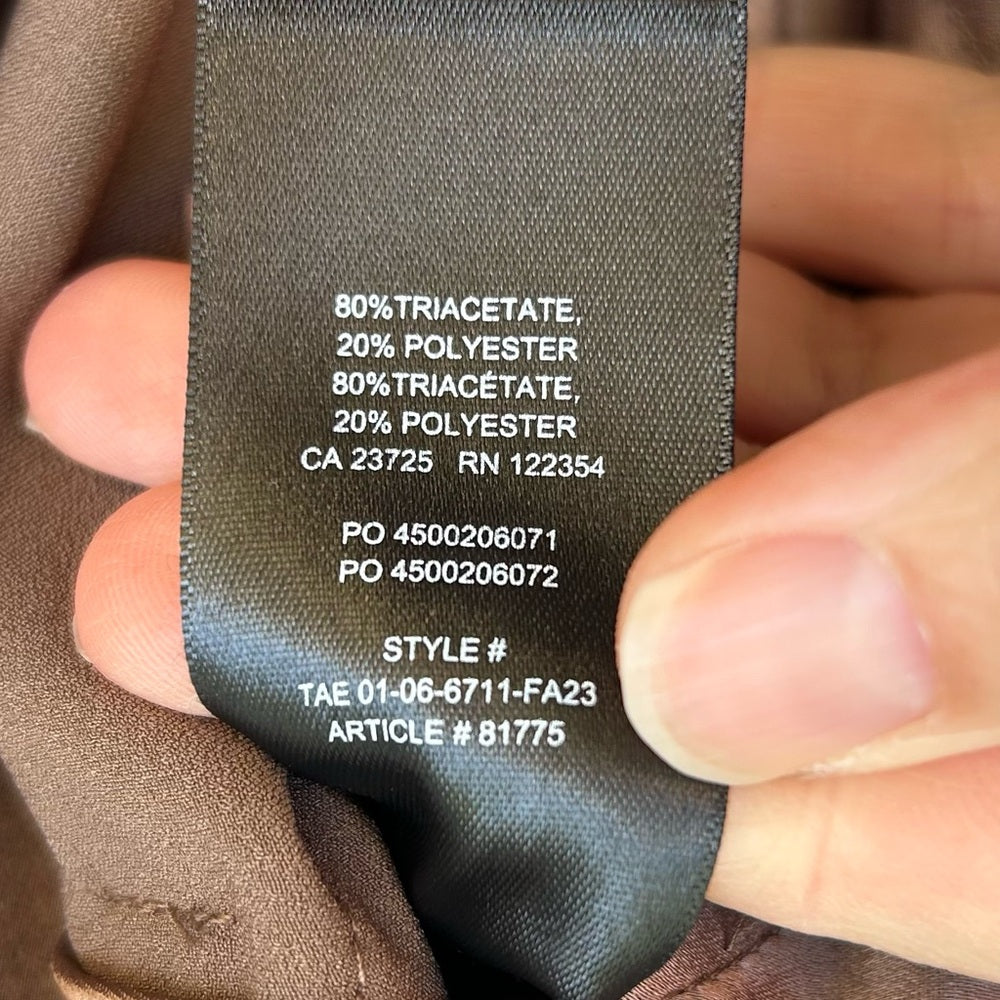 80%TRIACETATE,
20% POLYESTER
80%TRIACÉTATE,
20% POLYESTER
CA 23725 RN 122354
PO 4500206071
PO 4500206072
STYLE #
TAE 01-06-6711-FA23
ARTICLE # 81775